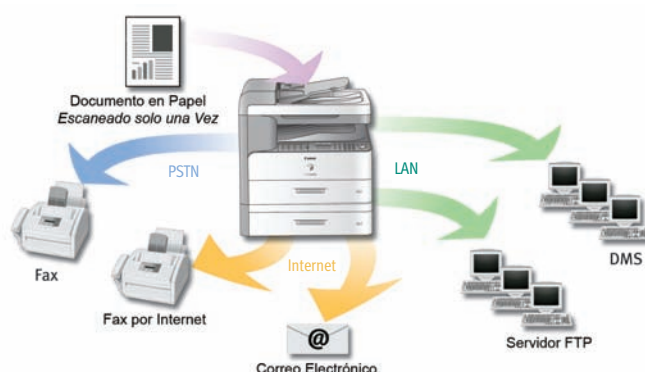 Documento en Papel
Escaneado solo una Vez
Canon
PSTN
LAN
Fax
Internet
DMS
Fax por Internet
@
Servidor FTP
Correo Electrónico.